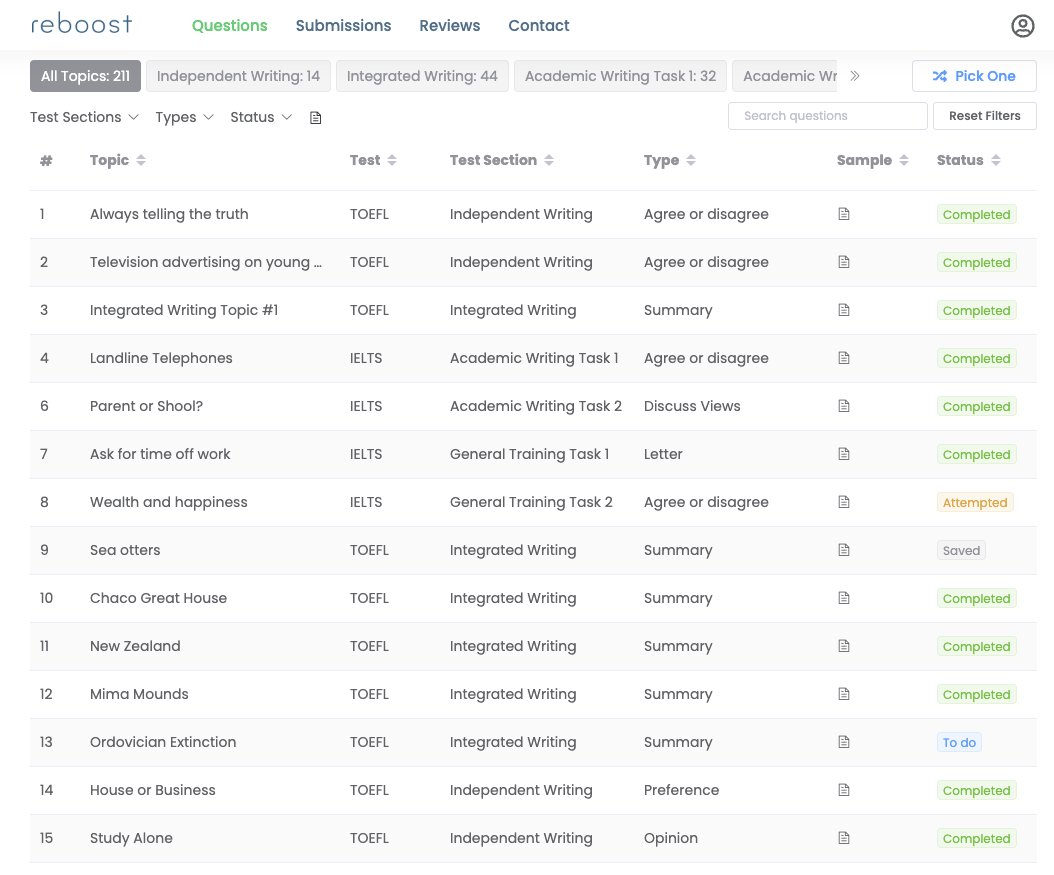 reboost Questions Submissions Reviews Contact
All Topics: 211 Independent Writing: 14 Integrated Writing: 44 Academic Writing Task 1: 32 Academic Wr Pick One
Test Sections Types Status Search questions Reset Filters
# Topic Test Test Section Type Sample Status
1 Always telling the truth TOEFL Independent Writing Agree or disagree Completed
2 Television advertising on young ... TOEFL Independent Writing Agree or disagree Completed
3 Integrated Writing Topic #1 TOEFL Integrated Writing Summary Completed
4 Landline Telephones IELTS Academic Writing Task 1 Agree or disagree Completed
6 Parent or Shool? IELTS Academic Writing Task 2 Discuss Views Completed
7 Ask for time off work IELTS General Training Task 1 Letter Completed
8 Wealth and happiness IELTS General Training Task 2 Agree or disagree Attempted
9 Sea otters TOEFL Integrated Writing Summary Saved
10 Chaco Great House TOEFL Integrated Writing Summary Completed
11 New Zealand TOEFL Integrated Writing Summary Completed
12 Mima Mounds TOEFL Integrated Writing Summary Completed
13 Ordovician Extinction TOEFL Integrated Writing Summary To do
14 House or Business TOEFL Independent Writing Preference Completed
15 Study Alone TOEFL Independent Writing Opinion Completed